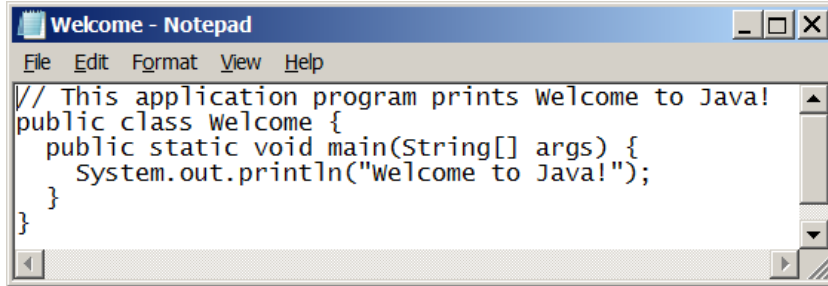 Welcome - Notepad
File Edit Format View Help
// This application program prints Welcome to Java!
public class Welcome {
  public static void main(String[] args) {
    System.out.println("Welcome to Java!");
  }
}